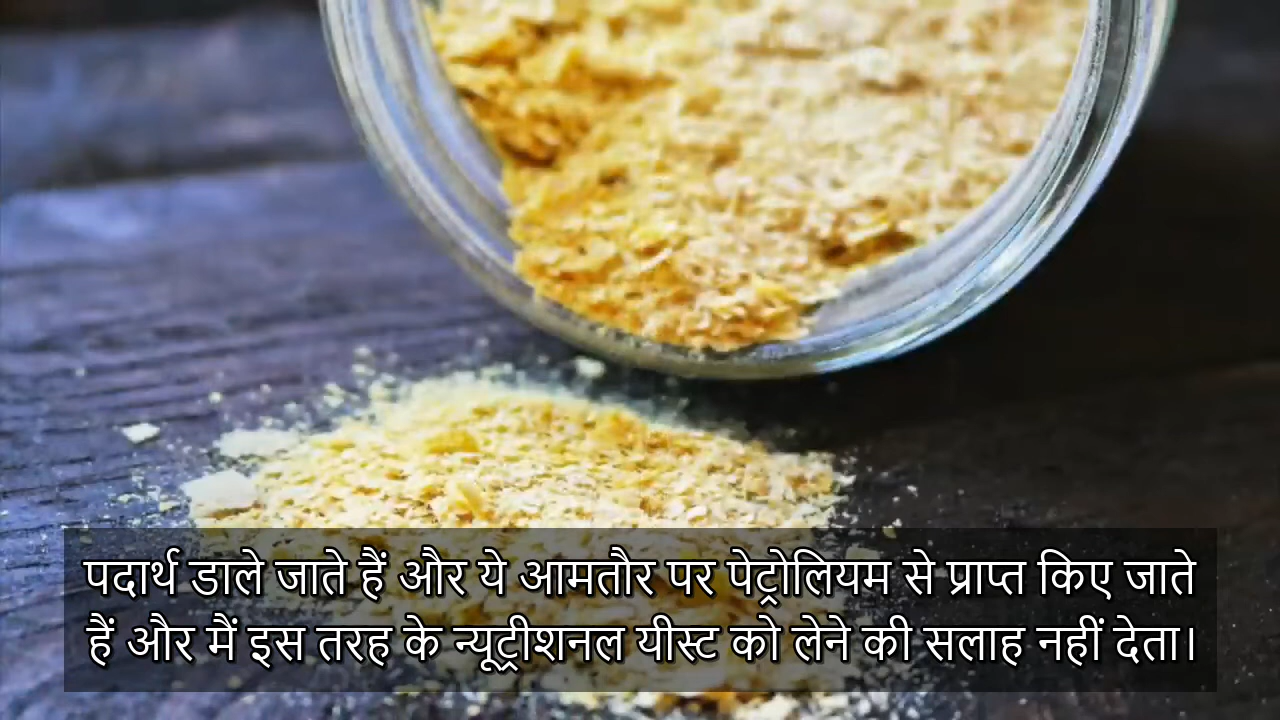 पदार्थ डाले जाते हैं और ये आमतौर पर पेट्रोलियम से प्राप्त किए जाते
हैं और मैं इस तरह के न्यूट्रीशनल यीस्ट को लेने की सलाह नहीं देता।